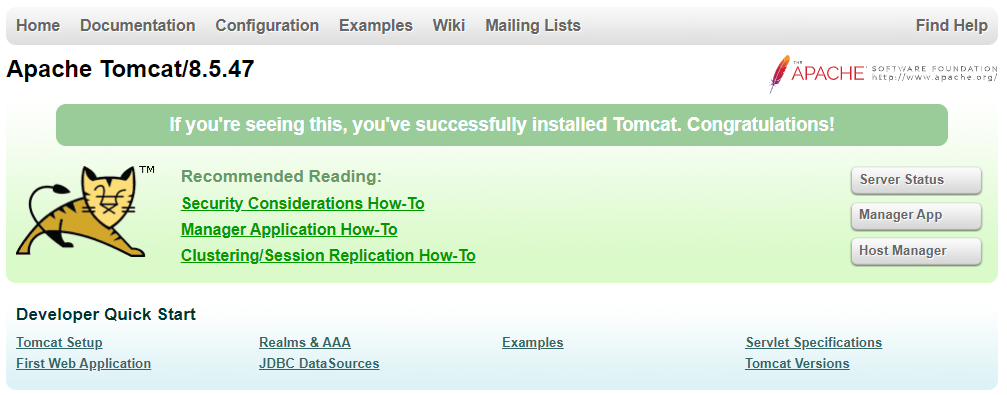 Home Documentation Configuration Examples Wiki Mailing Lists Find Help
Apache Tomcat/8.5.47
THE
APACHE SOFTWARE FOUNDATION
http://www.apache.org/
If you're seeing this, you've successfully installed Tomcat. Congratulations!
TM
Recommended Reading:
Security Considerations How-To
Manager Application How-To
Clustering/Session Replication How-To
Server Status
Manager App
Host Manager
Developer Quick Start
Tomcat Setup Realms & AAA Examples Servlet Specifications
First Web Application JDBC DataSources Tomcat Versions